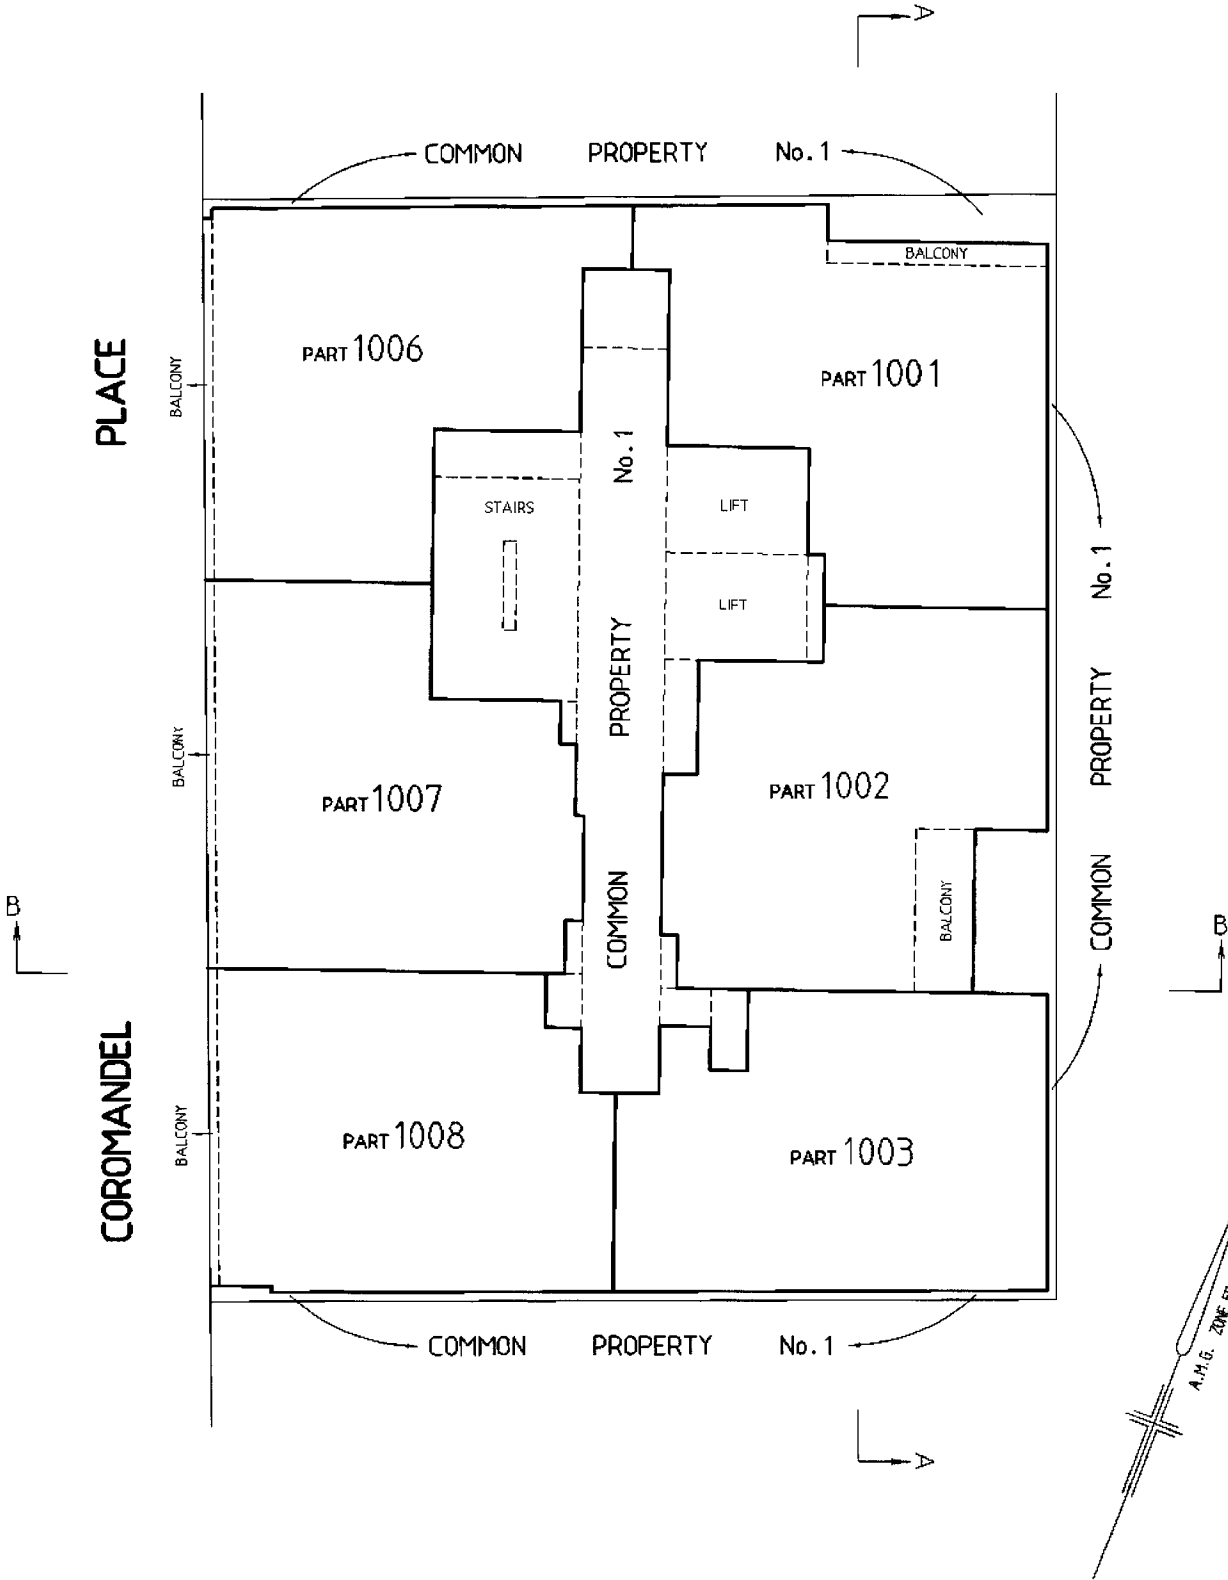 A
COMMON PROPERTY No. 1
BALCONY
PLACE
BALCONY
PART 1006
PART 1001
COMMON PROPERTY No. 1
STAIRS
LIFT
LIFT
COMMON PROPERTY No. 1
BALCONY
PART 1007
PART 1002
BALCONY
B
B
COROMANDEL
BALCONY
PART 1008
PART 1003
COMMON PROPERTY No. 1
A.M.G. ZONE
A